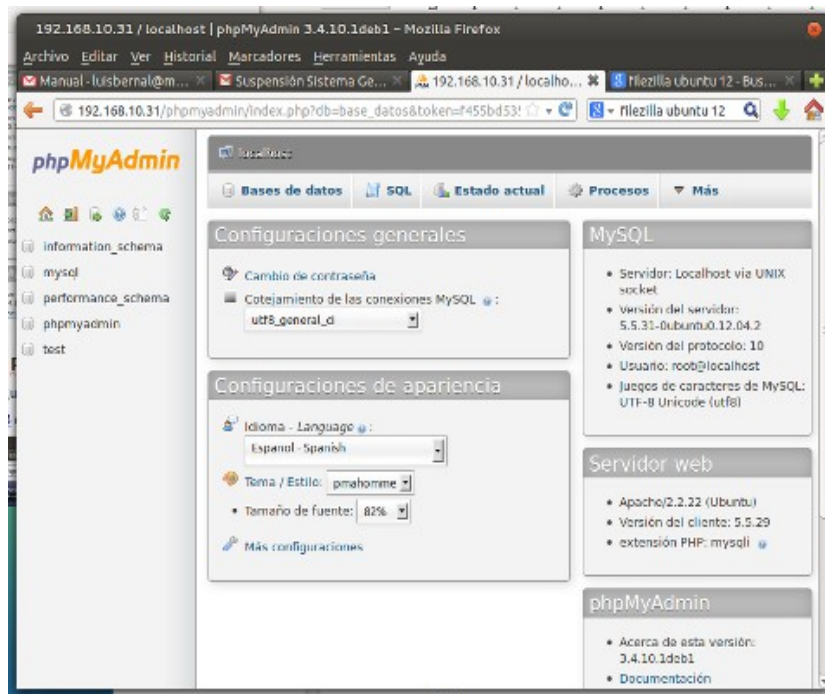 192.168.10.31 / localhost | phpMyAdmin 3.4.10.1deb1 – Mozilla Firefox
Archivo Editar Ver Historial Marcadores Herramientas Ayuda
Manual - luisbernal@m...
Suspensión Sistema Ge...
192.168.10.31 / localho...
filezilla ubuntu 12 - Bus...
192.168.10.31/phpmyadmin/index.php?db=base_datos&token=f455bd53
filezilla ubuntu 12
phpMyAdmin
information_schema
mysql
performance_schema
phpmyadmin
test
localhost
Bases de datos
SQL
Estado actual
Procesos
Más
Configuraciones generales
Cambio de contraseña
Cotejamiento de las conexiones MySQL :
utf8_general_ci
Configuraciones de apariencia
Idioma - Language :
Espanol - Spanish
Tema / Estilo: pmahomme
• Tamaño de fuente: 82%
Más configuraciones
MySQL
• Servidor: Localhost via UNIX
socket
• Versión del servidor:
5.5.31-0ubuntu0.12.04.2
• Versión del protocolo: 10
• Usuario: root@localhost
• Juegos de caracteres de MySQL:
UTF-8 Unicode (utf8)
Servidor web
• Apache/2.2.22 (Ubuntu)
• Versión del cliente: 5.5.29
• extensión PHP: mysqli
phpMyAdmin
• Acerca de esta versión:
3.4.10.1deb1
• Documentación